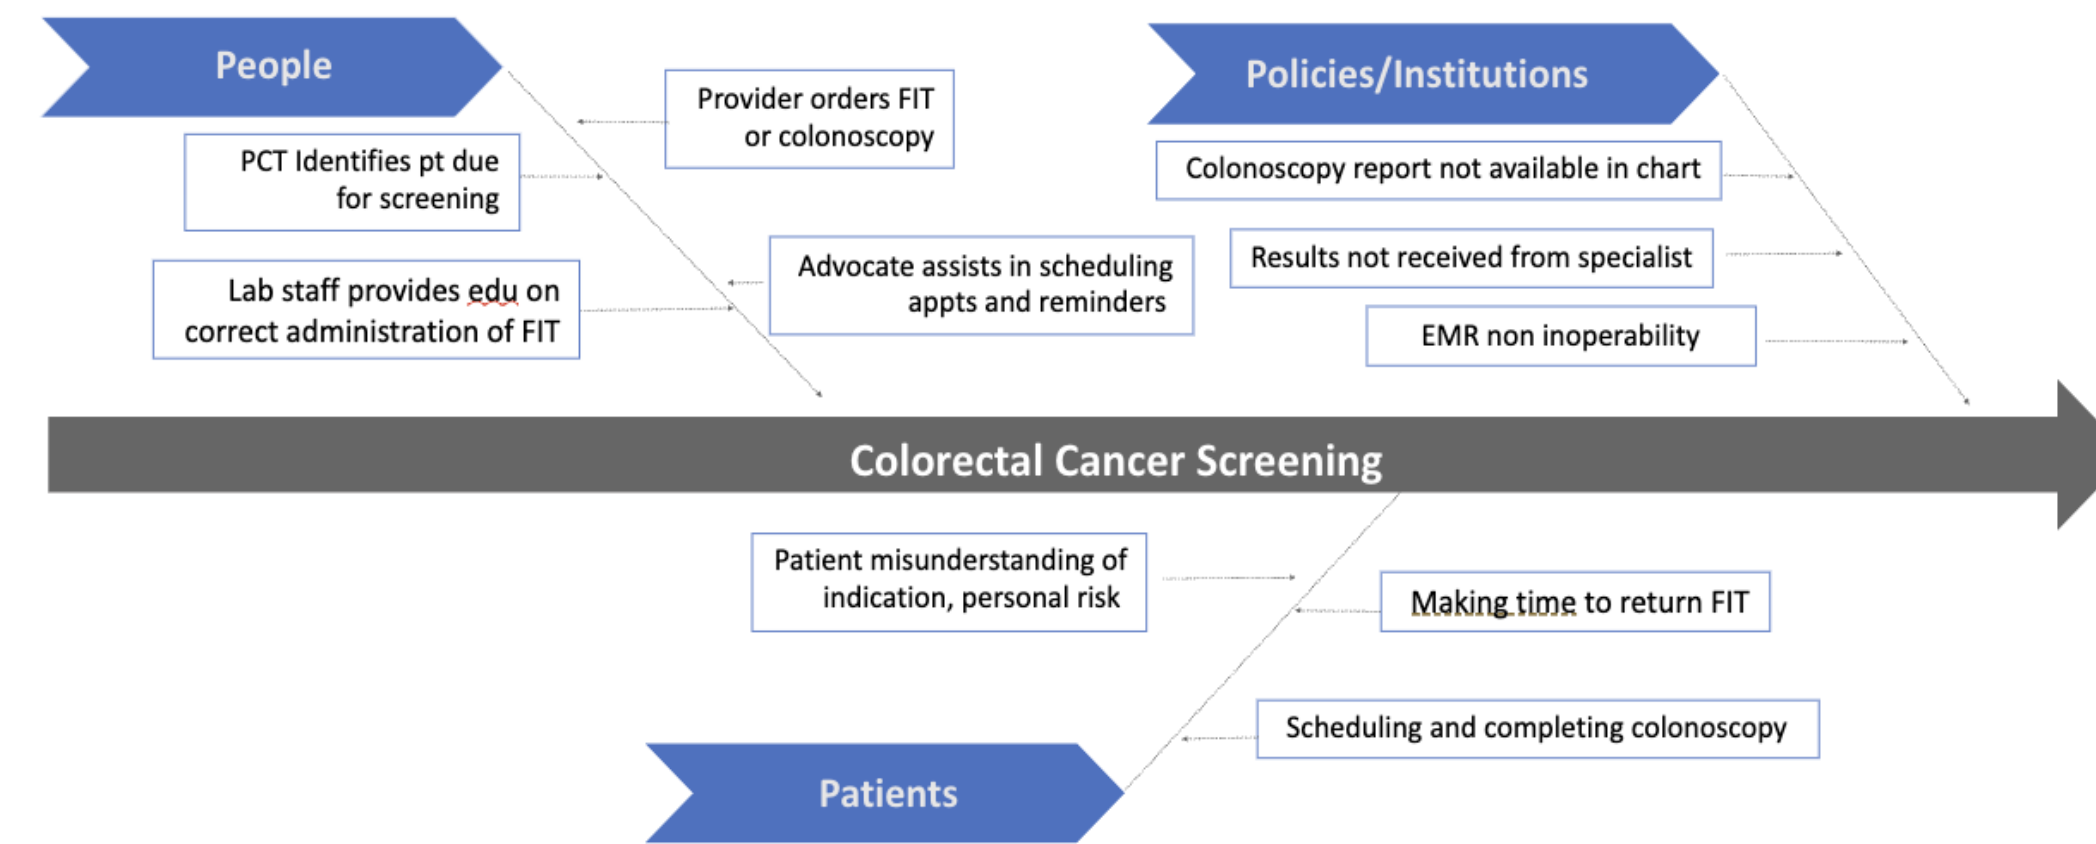 People
Policies/Institutions
Provider orders FIT
or colonoscopy
PCT Identifies pt due
for screening
Colonoscopy report not available in chart
Advocate assists in scheduling
appts and reminders
Results not received from specialist
Lab staff provides edu on
correct administration of FIT
EMR non inoperability
Colorectal Cancer Screening
Patient misunderstanding of
indication, personal risk
Making time to return FIT
Scheduling and completing colonoscopy
Patients